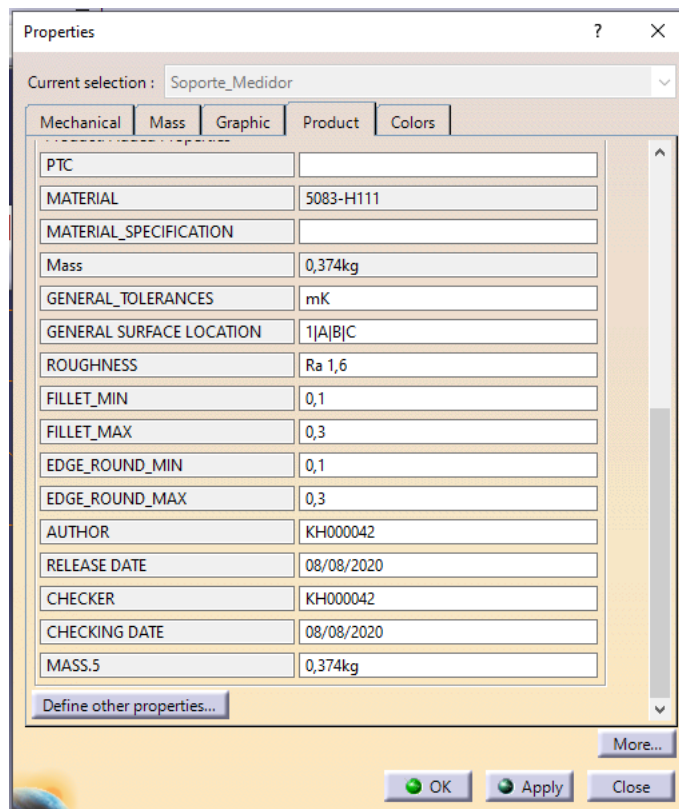 Properties ? ×
Current selection : Soporte_Medidor
Mechanical Mass Graphic Product Colors
Product: Added Properties
PTC
MATERIAL 5083-H111
MATERIAL_SPECIFICATION
Mass 0,374kg
GENERAL_TOLERANCES mK
GENERAL SURFACE LOCATION 1|A|B|C
ROUGHNESS Ra 1,6
FILLET_MIN 0,1
FILLET_MAX 0,3
EDGE_ROUND_MIN 0,1
EDGE_ROUND_MAX 0,3
AUTHOR KH000042
RELEASE DATE 08/08/2020
CHECKER KH000042
CHECKING DATE 08/08/2020
MASS.5 0,374kg
Define other properties...
More...
OK Apply Close